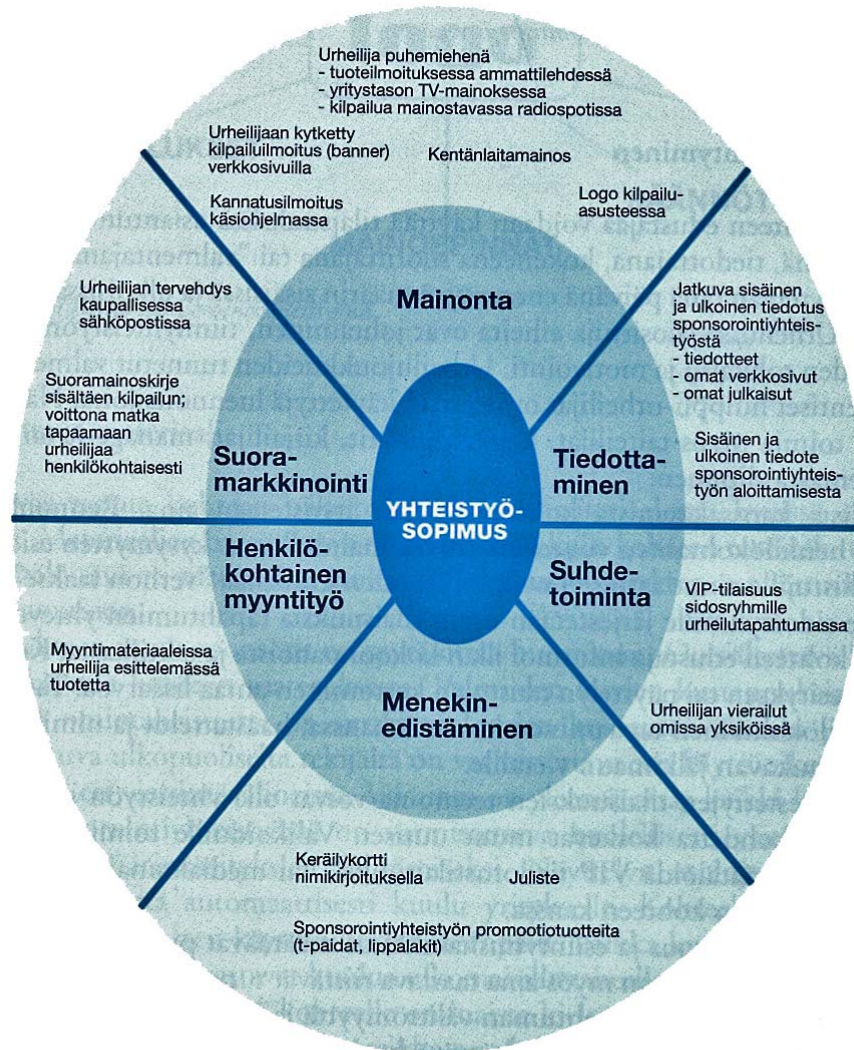 Urheilija puhemiehenä
- tuoteilmoituksessa ammattilehdessä
- yritystason TV-mainoksessa
- kilpailua mainostavassa radiospotissa
Urheilijaan kytketty
kilpailuilmoitus (banner)
verkkosivuilla
Kentänlaitamainos
Kannatusilmoitus
käsiohjelmassa
Logo kilpailu-
asusteessa
Mainonta
Urheilijan tervehdys
kaupallisessa
sähköpostissa
Suoramainoskirje
sisältäen kilpailun;
voittona matka
tapaamaan
urheilijaa
henkilökohtaisesti
Suora-
markkinointi
Jatkuva sisäinen
ja ulkoinen tiedotus
sponsorointiyhteis-
työstä
- tiedotteet
- omat verkkosivut
- omat julkaisut
Sisäinen ja
ulkoinen tiedote
sponsorointiyhteis-
työn aloittamisesta
Tiedotta-
minen
YHTEISTYÖ-
SOPIMUS
Henkilö-
kohtainen
myyntityö
Myyntimateriaaleissa
urheilija esittelemässä
tuotetta
Suhde-
toiminta
VIP-tilaisuus
sidosryhmille
urheilutapahtumassa
Urheilijan vierailut
omissa yksiköissä
Menekin-
edistäminen
Keräilykortti
nimikirjoituksella
Juliste
Sponsorointiyhteistyön promootiotuotteita
(t-paidat, lippalakit)